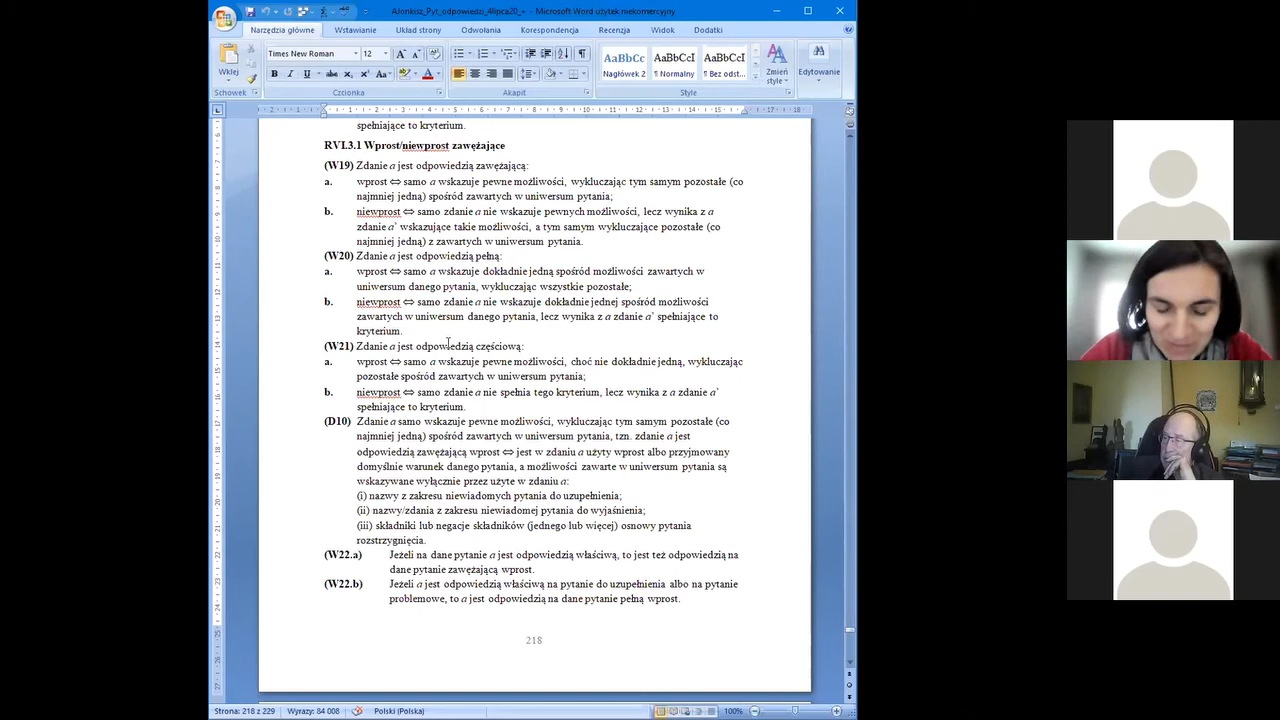 AJonkisz_Pyt_odpowiedzi_4lipca20_+ - Microsoft Word użytek niekomercyjny
Narzędzia główne Wstawianie Układ strony Odwołania Korespondencja Recenzja Widok Dodatki
Wklej
Times New Roman 12
AaBbCc AaBbCcI AaBbCcI
Nagłówek 2 ¶ Normalny ¶ Bez odst...
Zmień style
Edytowanie
Schowek Czcionka Akapit Style
spełniające to kryterium.
RVI.3.1 Wprost/niewprost zawężające
(W19) Zdanie a jest odpowiedzią zawężającą:
a. wprost ⇔ samo a wskazuje pewne możliwości, wykluczając tym samym pozostałe (co
najmniej jedną) spośród zawartych w uniwersum pytania;
b. niewprost ⇔ samo zdanie a nie wskazuje pewnych możliwości, lecz wynika z a
zdanie a’ wskazujące takie możliwości, a tym samym wykluczające pozostałe (co
najmniej jedną) z zawartych w uniwersum pytania.
(W20) Zdanie a jest odpowiedzią pełną:
a. wprost ⇔ samo a wskazuje dokładnie jedną spośród możliwości zawartych w
uniwersum danego pytania, wykluczając wszystkie pozostałe;
b. niewprost ⇔ samo zdanie a nie wskazuje dokładnie jednej spośród możliwości
zawartych w uniwersum danego pytania, lecz wynika z a zdanie a’ spełniające to
kryterium.
(W21) Zdanie a jest odpowiedzią częściową:
a. wprost ⇔ samo a wskazuje pewne możliwości, choć nie dokładnie jedną, wykluczając
pozostałe spośród zawartych w uniwersum pytania;
b. niewprost ⇔ samo zdanie a nie spełnia tego kryterium, lecz wynika z a zdanie a’
spełniające to kryterium.
(D10) Zdanie a samo wskazuje pewne możliwości, wykluczając tym samym pozostałe (co
najmniej jedną) spośród zawartych w uniwersum pytania, tzn. zdanie a jest
odpowiedzią zawężającą wprost ⇔ jest w zdaniu a użyty wprost albo przyjmowany
domyślnie warunek danego pytania, a możliwości zawarte w uniwersum pytania są
wskazywane wyłącznie przez użyte w zdaniu a:
(i) nazwy z zakresu niewiadomych pytania do uzupełnienia;
(ii) nazwy/zdania z zakresu niewiadomej pytania do wyjaśnienia;
(iii) składniki lub negacje składników (jednego lub więcej) osnowy pytania
rozstrzygnięcia.
(W22.a) Jeżeli na dane pytanie a jest odpowiedzią właściwą, to jest też odpowiedzią na
dane pytanie zawężającą wprost.
(W22.b) Jeżeli a jest odpowiedzią właściwą na pytanie do uzupełnienia albo na pytanie
problemowe, to a jest odpowiedzią na dane pytanie pełną wprost.
218
Strona: 218 z 229 Wyrazy: 84 008 Polski (Polska) 100%